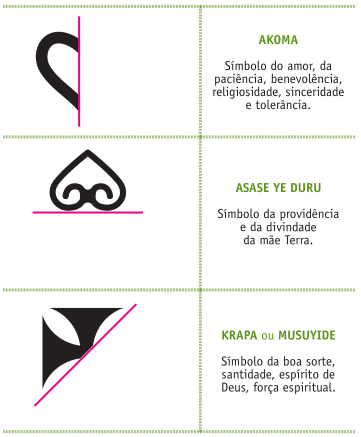 AKOMA
Símbolo do amor, da
paciência, benevolência,
religiosidade, sinceridade
e tolerância.
ASASE YE DURU
Símbolo da providência
e da divindade
da mãe Terra.
KRAPA ou MUSUYIDE
Símbolo da boa sorte,
santidade, espírito de
Deus, força espiritual.